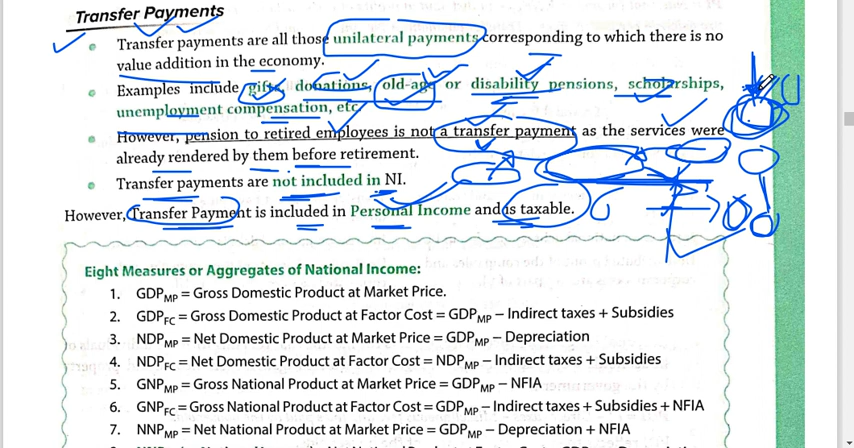 Transfer Payments
Transfer payments are all those unilateral payments corresponding to which there is no
value addition in the economy.
Examples include gifts, donations, old-age or disability pensions, scholarships,
unemployment compensation, etc.
However, pension to retired employees is not a transfer payment as the services were
already rendered by them before retirement.
Transfer payments are not included in NI.
However, Transfer Payment is included in Personal Income and is taxable.
Eight Measures or Aggregates of National Income:
1. GDPMP = Gross Domestic Product at Market Price.
2. GDPFC = Gross Domestic Product at Factor Cost = GDPMP – Indirect taxes + Subsidies
3. NDPMP = Net Domestic Product at Market Price = GDPMP – Depreciation
4. NDPFC = Net Domestic Product at Factor Cost = NDPMP – Indirect taxes + Subsidies
5. GNPMP = Gross National Product at Market Price = GDPMP – NFIA
6. GNPFC = Gross National Product at Factor Cost = GDPMP – Indirect taxes + Subsidies + NFIA
7. NNPMP = Net National Product at Market Price = GDPMP – Depreciation + NFIA